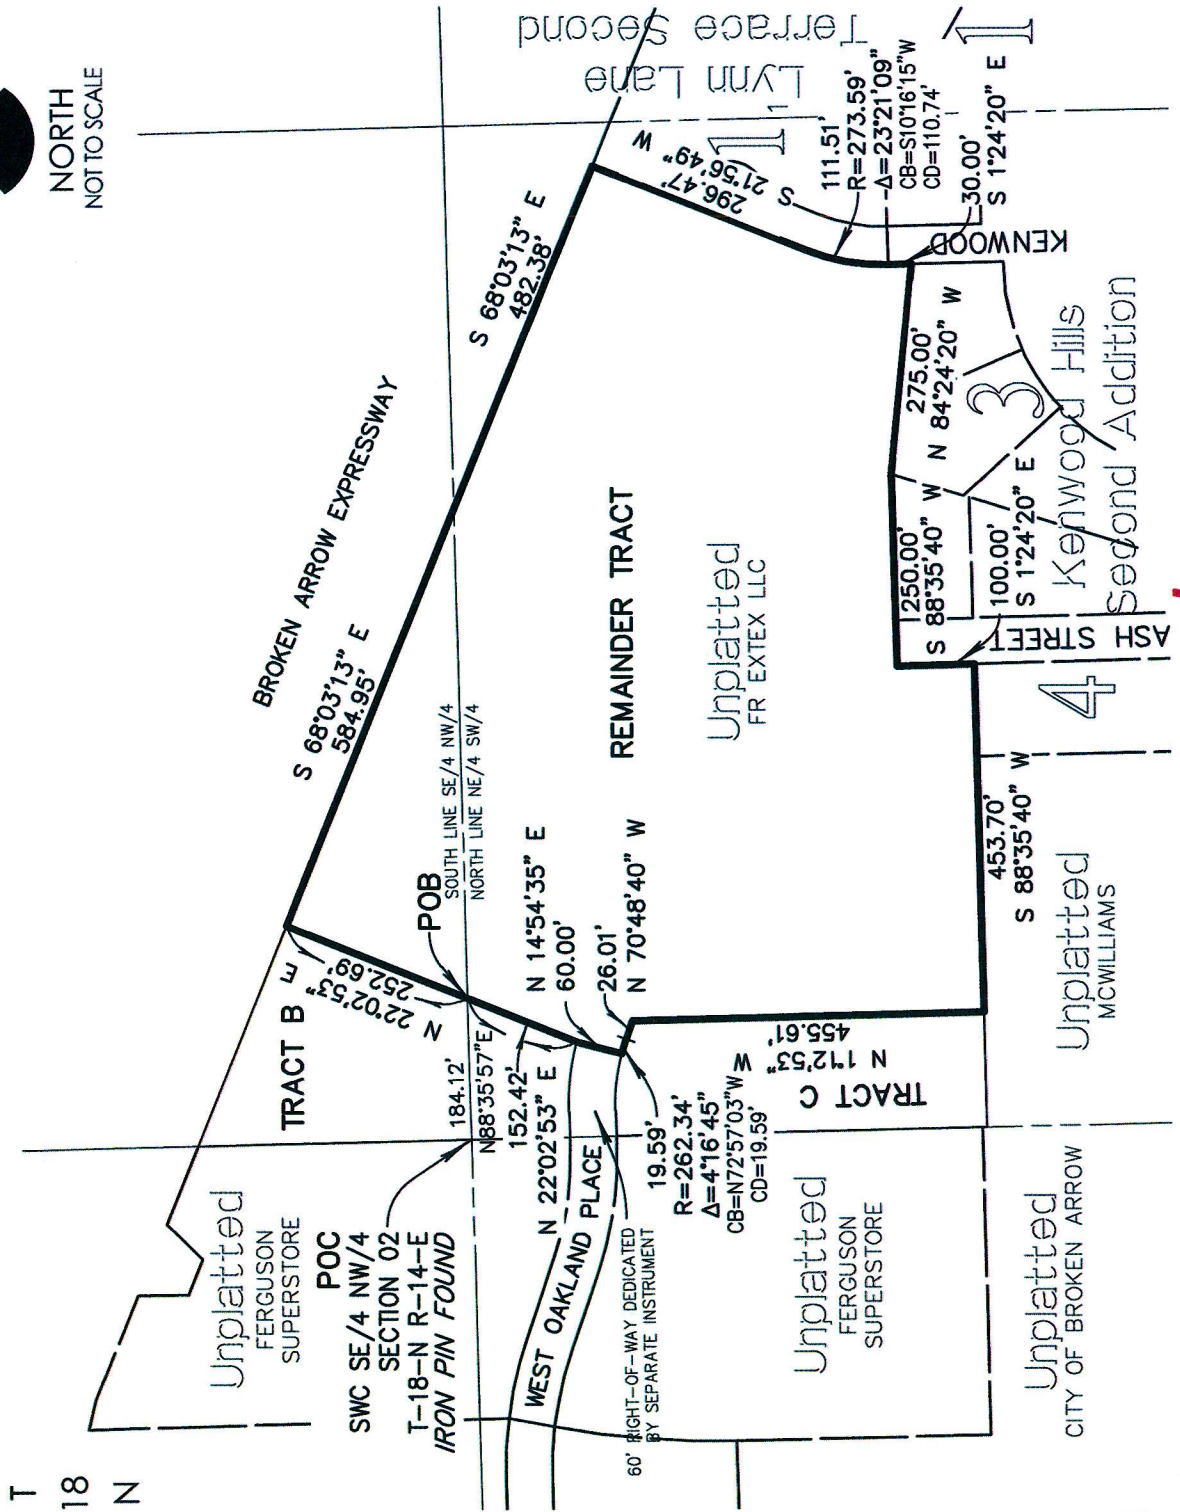 T
18
N
NORTH
NOT TO SCALE
Unplatted
FERGUSON
SUPERSTORE
POC
SWC SE/4 NW/4
SECTION 02
T-18-N R-14-E
IRON PIN FOUND
TRACT B
N 22°02'53" E
252.69'
BROKEN ARROW EXPRESSWAY
S 68°03'13" E
584.95'
S 68°03'13" E
482.38'
POB
SOUTH LINE SE/4 NW/4
NORTH LINE NE/4 SW/4
184.12'
N88°35'57"E
152.42'
N 22°02'53" E
N 14°54'35" E
60.00'
26.01'
N 70°48'40" W
WEST OAKLAND PLACE
60' RIGHT-OF-WAY DEDICATED
BY SEPARATE INSTRUMENT
19.59'
R=262.34'
Δ=4°16'45"
CB=N72°57'03"W
CD=19.59'
TRACT C
N 1°12'53" W
455.61'
REMAINDER TRACT
Unplatted
FR EXTEX LLC
Lynn Lane
Terrace Second
1
1
1
S 21°56'49" W
296.47'
111.51'
R=273.59'
Δ=23°21'09"
CB=S10°16'15"W
CD=110.74'
30.00'
S 1°24'20" E
KENWOOD
275.00'
N 84°24'20" W
3
250.00'
S 88°35'40" W
100.00'
S 1°24'20" E
Kenwood Hills
Second Addition
ASH STREET
4
453.70'
S 88°35'40" W
Unplatted
MCWILLIAMS
Unplatted
FERGUSON
SUPERSTORE
Unplatted
CITY OF BROKEN ARROW